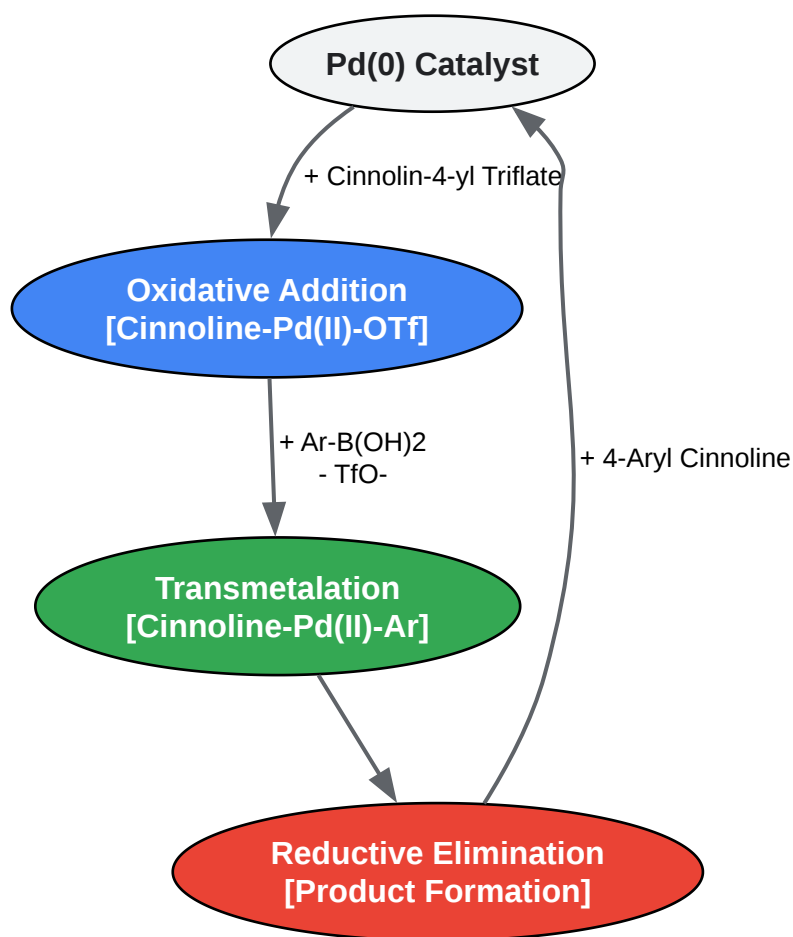 Pd(0) Catalyst
+ Cinnolin-4-yl Triflate
Oxidative Addition
[Cinnoline-Pd(II)-OTf]
+ Ar-B(OH)2
- TfO-
+ 4-Aryl Cinnoline
Transmetalation
[Cinnoline-Pd(II)-Ar]
Reductive Elimination
[Product Formation]